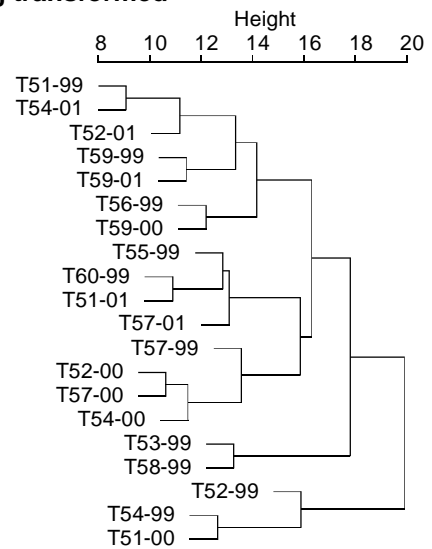 transformed
Height
8 10 12 14 16 18 20
T51-99
T54-01
T52-01
T59-99
T59-01
T56-99
T59-00
T55-99
T60-99
T51-01
T57-01
T57-99
T52-00
T57-00
T54-00
T53-99
T58-99
T52-99
T54-99
T51-00